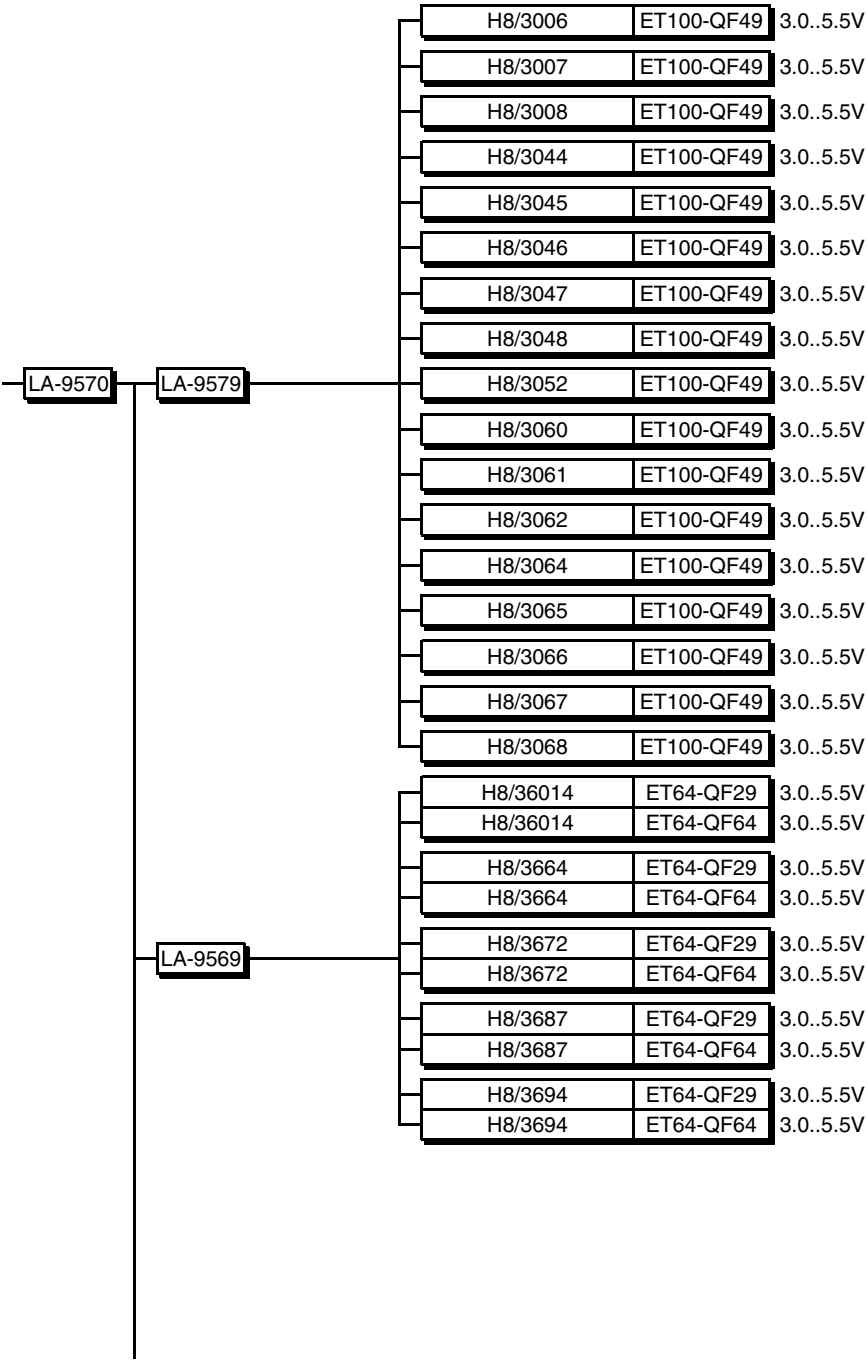 H8/3006 ET100-QF49 3.0..5.5V
H8/3007 ET100-QF49 3.0..5.5V
H8/3008 ET100-QF49 3.0..5.5V
H8/3044 ET100-QF49 3.0..5.5V
H8/3045 ET100-QF49 3.0..5.5V
H8/3046 ET100-QF49 3.0..5.5V
H8/3047 ET100-QF49 3.0..5.5V
H8/3048 ET100-QF49 3.0..5.5V
LA-9570 LA-9579 H8/3052 ET100-QF49 3.0..5.5V
H8/3060 ET100-QF49 3.0..5.5V
H8/3061 ET100-QF49 3.0..5.5V
H8/3062 ET100-QF49 3.0..5.5V
H8/3064 ET100-QF49 3.0..5.5V
H8/3065 ET100-QF49 3.0..5.5V
H8/3066 ET100-QF49 3.0..5.5V
H8/3067 ET100-QF49 3.0..5.5V
H8/3068 ET100-QF49 3.0..5.5V
H8/36014 ET64-QF29 3.0..5.5V
H8/36014 ET64-QF64 3.0..5.5V
H8/3664 ET64-QF29 3.0..5.5V
H8/3664 ET64-QF64 3.0..5.5V
H8/3672 ET64-QF29 3.0..5.5V
LA-9569
H8/3672 ET64-QF64 3.0..5.5V
H8/3687 ET64-QF29 3.0..5.5V
H8/3687 ET64-QF64 3.0..5.5V
H8/3694 ET64-QF29 3.0..5.5V
H8/3694 ET64-QF64 3.0..5.5V